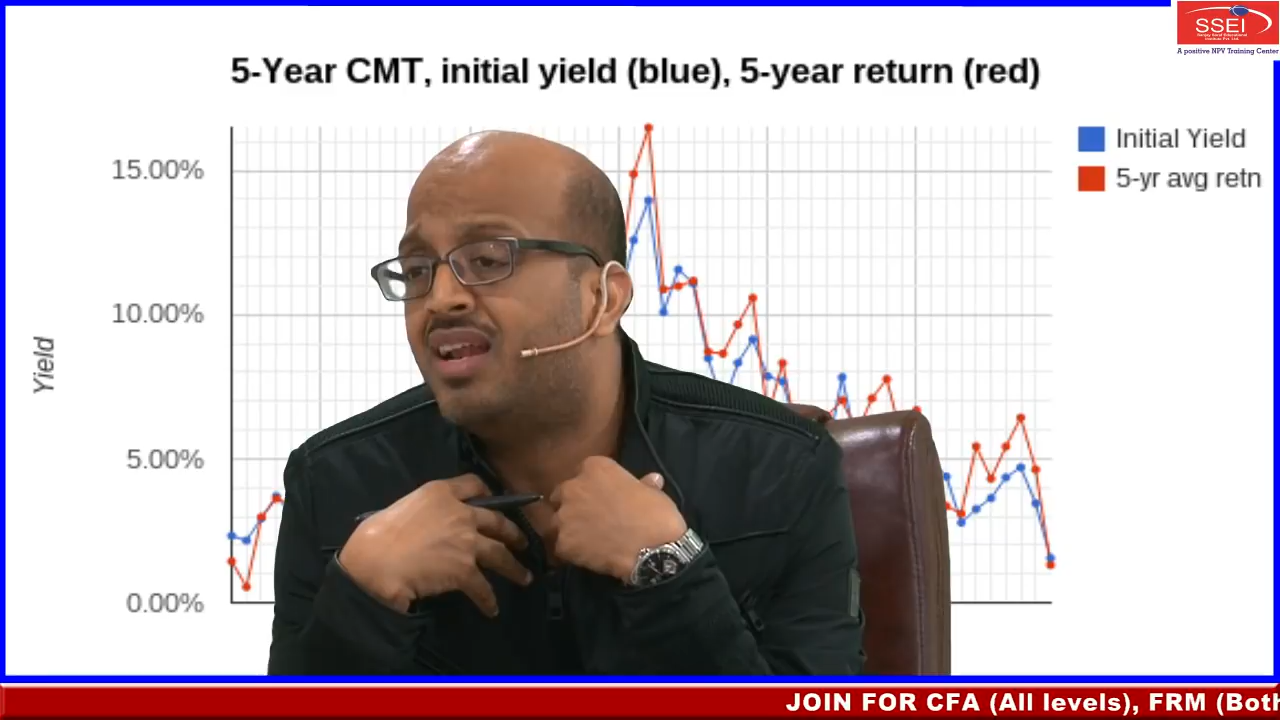 SSEI
A positive NPV Training Center
5-Year CMT, initial yield (blue), 5-year return (red)
Initial Yield
5-yr avg retn
15.00%
10.00%
5.00%
0.00%
Yield
JOIN FOR CFA (All levels), FRM (Both